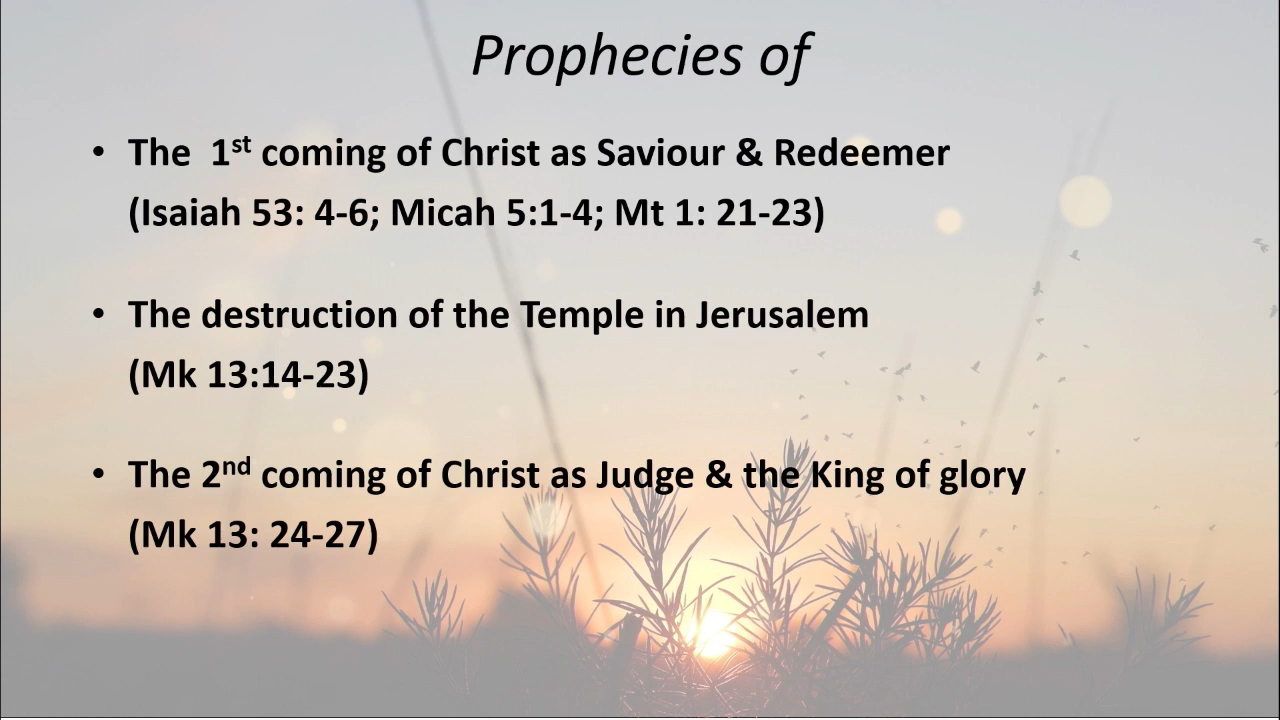 Prophecies of
• The  1st coming of Christ as Saviour & Redeemer
(Isaiah 53: 4-6; Micah 5:1-4; Mt 1: 21-23)
• The destruction of the Temple in Jerusalem
(Mk 13:14-23)
• The 2nd coming of Christ as Judge & the King of glory
(Mk 13: 24-27)